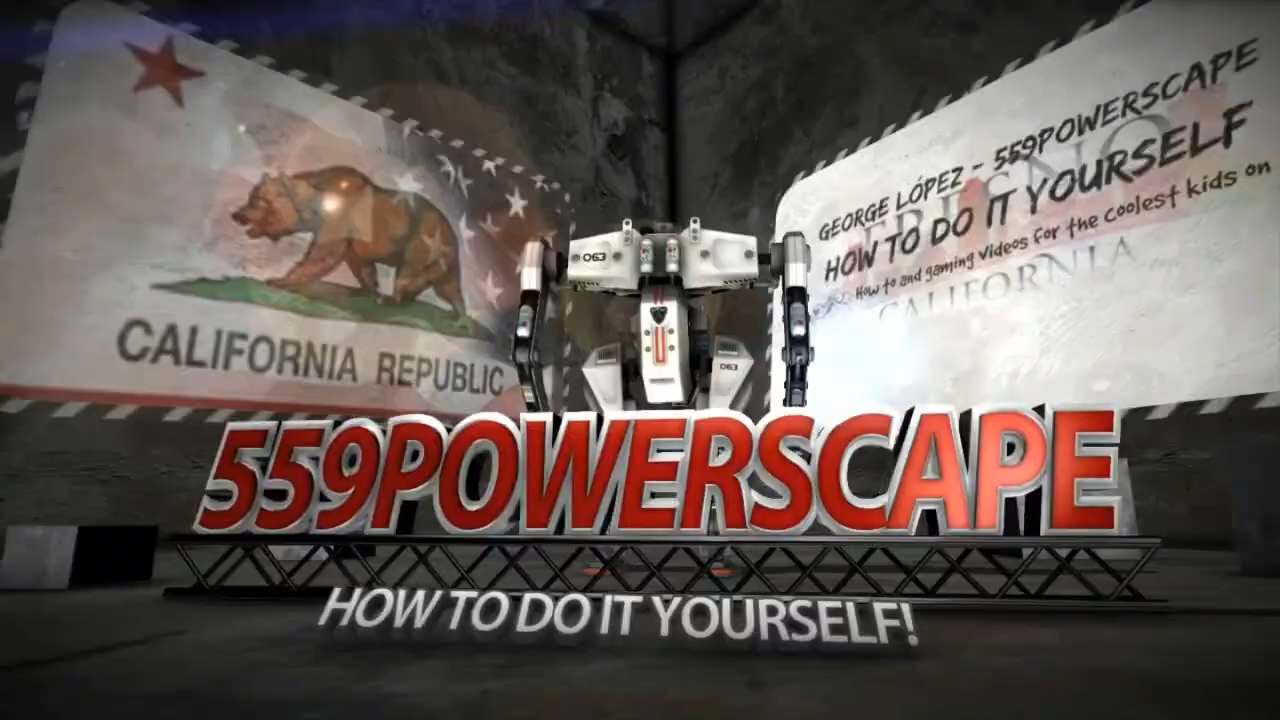 CALIFORNIA REPUBLIC
GEORGE LÓPEZ - 559POWERSCAPE
HOW TO DO IT YOURSELF
How to and gaming Videos for the coolest kids on
FRESNO
CALIFORNIA
063
063
559POWERSCAPE
HOW TO DO IT YOURSELF!